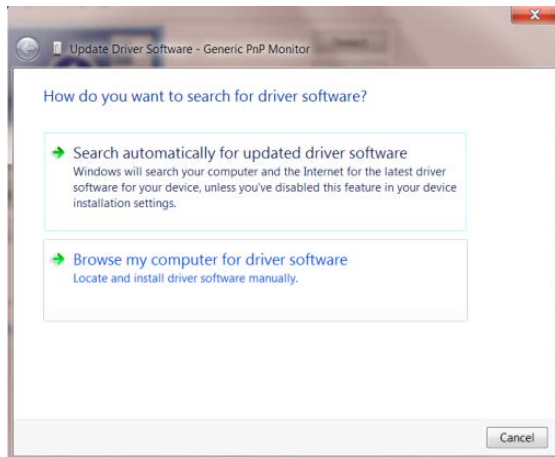 Update Driver Software - Generic PnP Monitor
How do you want to search for driver software?
Search automatically for updated driver software
Windows will search your computer and the Internet for the latest driver
software for your device, unless you've disabled this feature in your device
installation settings.
Browse my computer for driver software
Locate and install driver software manually.
Cancel